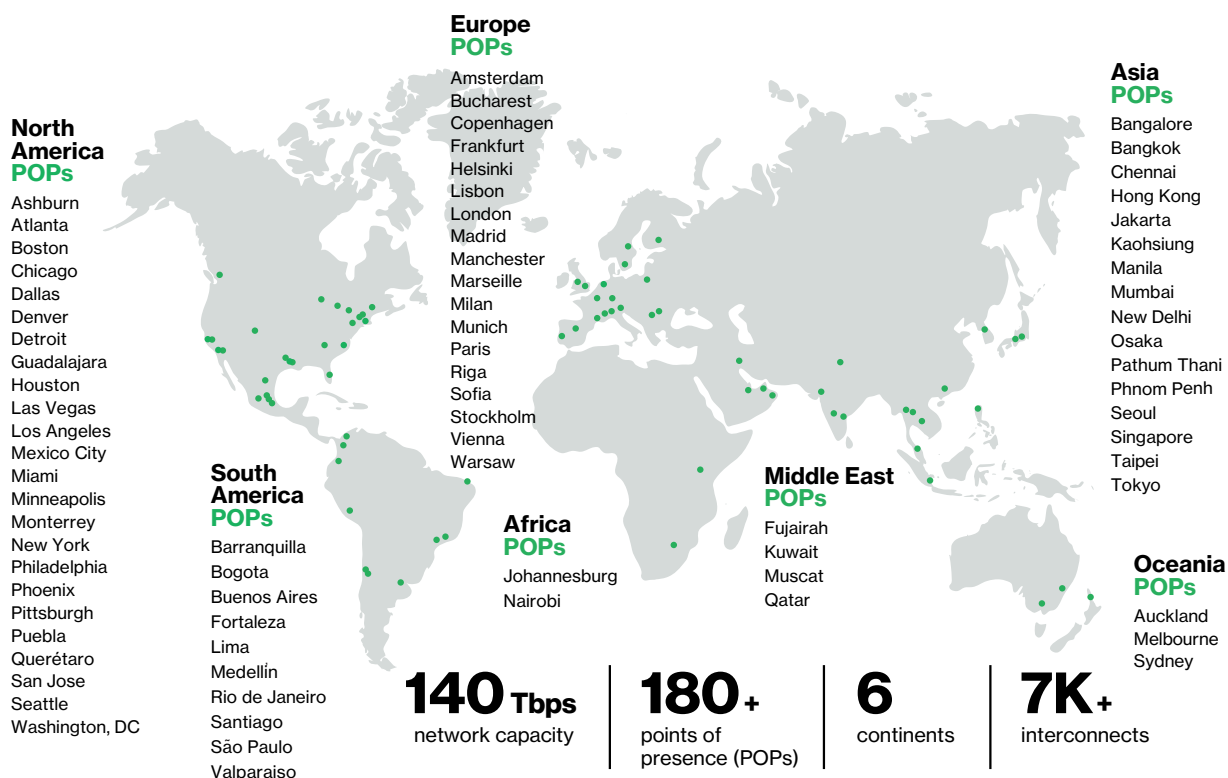 North
America
POPs
Ashburn
Atlanta
Boston
Chicago
Dallas
Denver
Detroit
Guadalajara
Houston
Las Vegas
Los Angeles
Mexico City
Miami
Minneapolis
Monterrey
New York
Philadelphia
Phoenix
Pittsburgh
Puebla
Querétaro
San Jose
Seattle
Washington, DC
South
America
POPs
Barranquilla
Bogota
Buenos Aires
Fortaleza
Lima
Medellín
Rio de Janeiro
Santiago
São Paulo
Valparaiso
Europe
POPs
Amsterdam
Bucharest
Copenhagen
Frankfurt
Helsinki
Lisbon
London
Madrid
Manchester
Marseille
Milan
Munich
Paris
Riga
Sofia
Stockholm
Vienna
Warsaw
Africa
POPs
Johannesburg
Nairobi
Middle East
POPs
Fujairah
Kuwait
Muscat
Qatar
Asia
POPs
Bangalore
Bangkok
Chennai
Hong Kong
Jakarta
Kaohsiung
Manila
Mumbai
New Delhi
Osaka
Pathum Thani
Phnom Penh
Seoul
Singapore
Taipei
Tokyo
Oceania
POPs
Auckland
Melbourne
Sydney
140 Tbps
network capacity
180+
points of
presence (POPs)
6
continents
7K+
interconnects